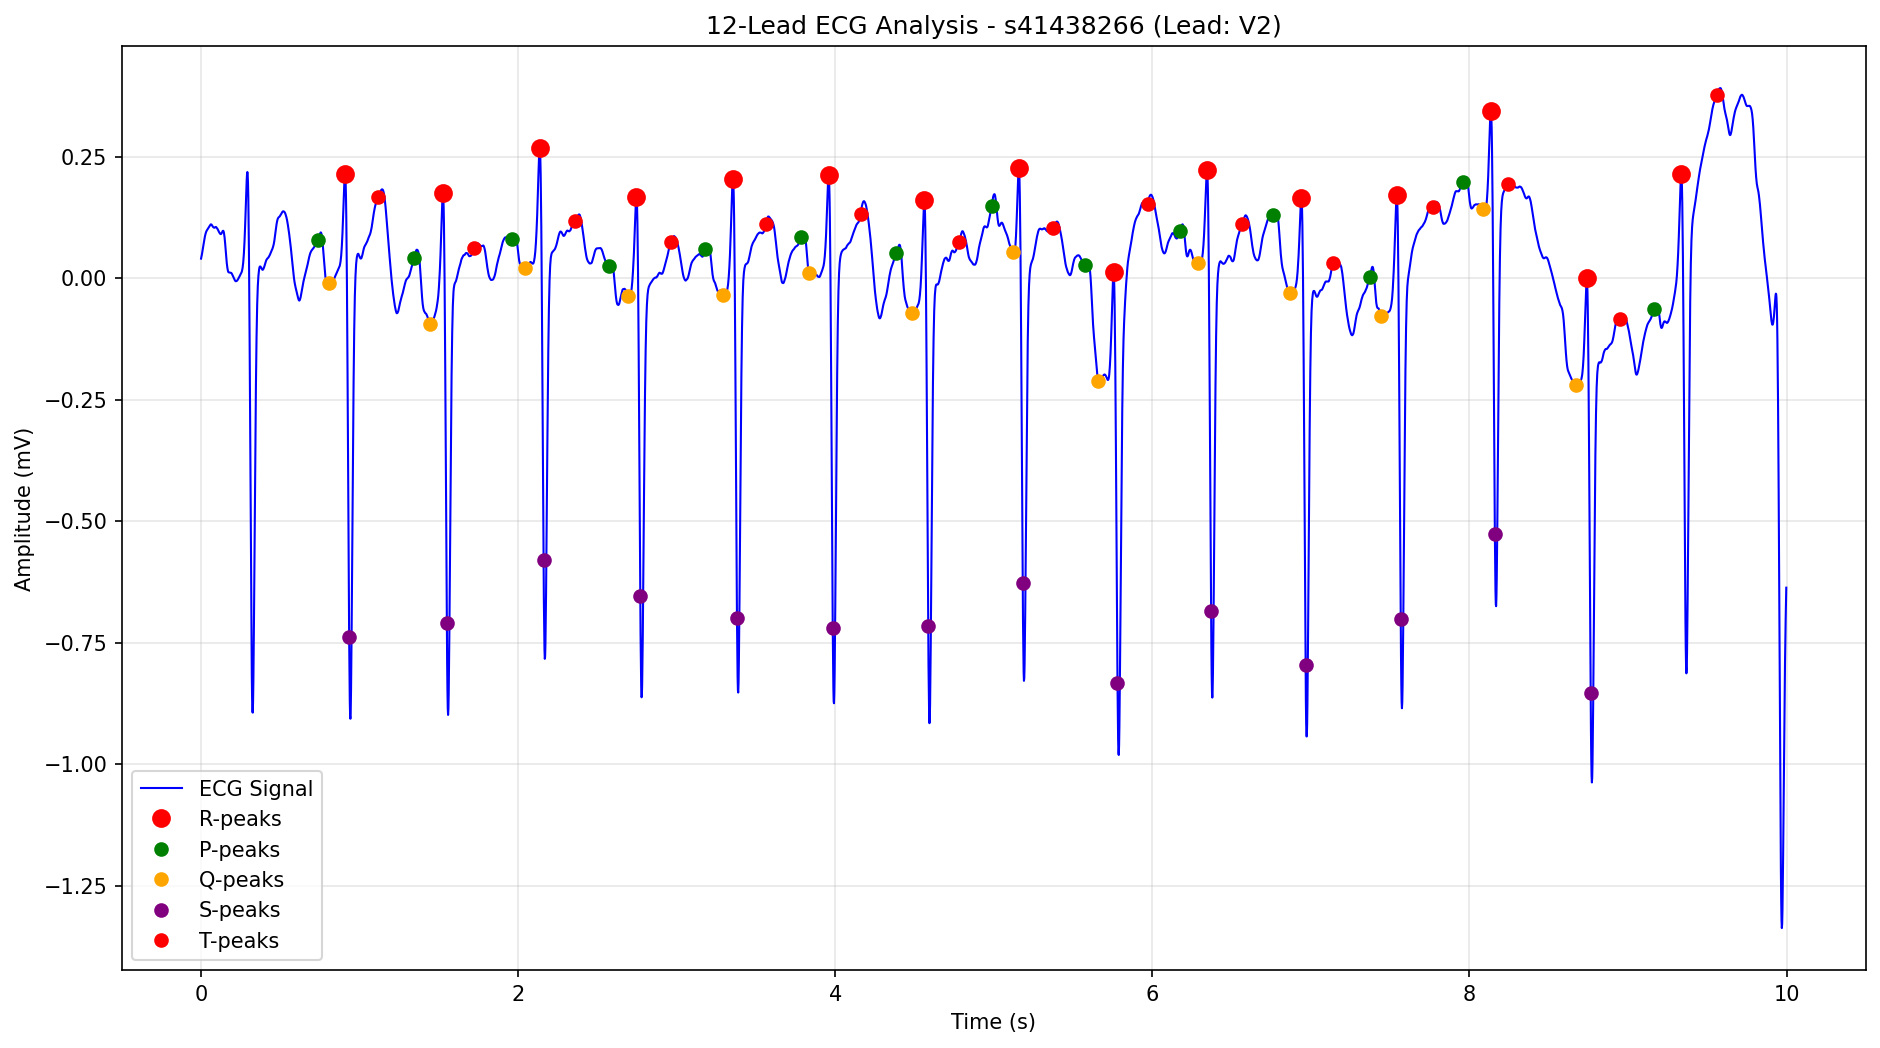 12-Lead ECG Analysis - s41438266 (Lead: V2)
Amplitude (mV)
0.25
0.00
−0.25
−0.50
−0.75
−1.00
−1.25
ECG Signal
R-peaks
P-peaks
Q-peaks
S-peaks
T-peaks
0 2 4 6 8 10
Time (s)